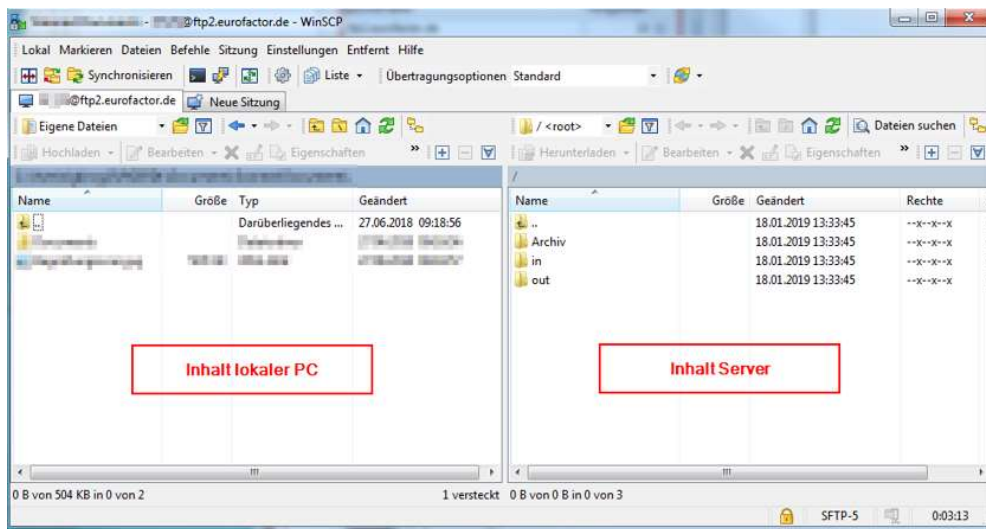 @ftp2.eurofactor.de - WinSCP
Lokal Markieren Dateien Befehle Sitzung Einstellungen Entfernt Hilfe
Synchronisieren Liste Übertragungsoptionen Standard
@ftp2.eurofactor.de Neue Sitzung
Eigene Dateien / <root> Dateien suchen
Hochladen Bearbeiten Eigenschaften » Herunterladen Bearbeiten Eigenschaften »
/
Name Größe Typ Geändert Name Größe Geändert Rechte
.. Darüberliegendes ... 27.06.2018 09:18:56 .. 18.01.2019 13:33:45 --x--x--x
Archiv 18.01.2019 13:33:45 --x--x--x
in 18.01.2019 13:33:45 --x--x--x
out 18.01.2019 13:33:45 --x--x--x
Inhalt lokaler PC Inhalt Server
0 B von 504 KB in 0 von 2 1 versteckt 0 B von 0 B in 0 von 3
SFTP-5 0:03:13